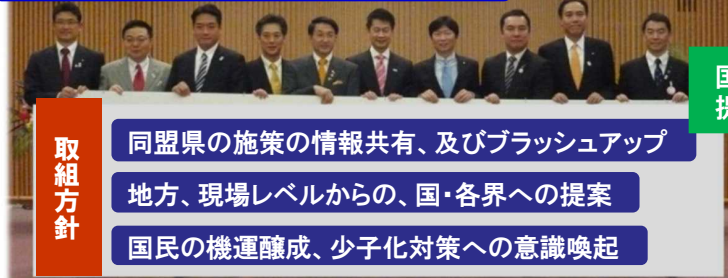 取組方針
同盟県の施策の情報共有、及びブラッシュアップ
地方、現場レベルからの、国・各界への提案
国民の機運醸成、少子化対策への意識喚起
国